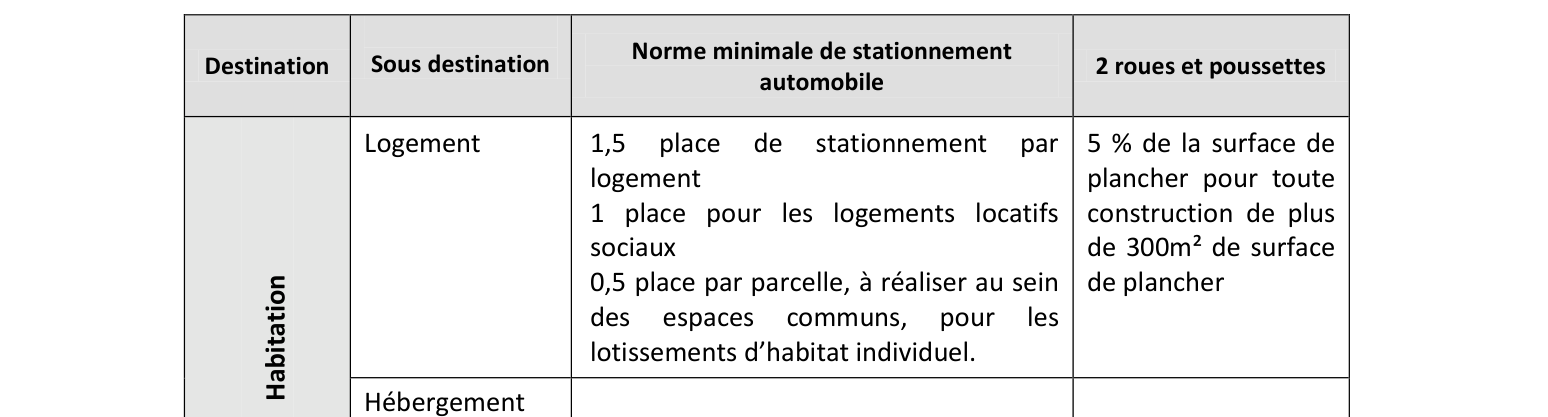 Destination
Sous destination
Norme minimale de stationnement
automobile
2 roues et poussettes
Habitation
Logement
1,5 place de stationnement par
logement
1 place pour les logements locatifs
sociaux
0,5 place par parcelle, à réaliser au sein
des espaces communs, pour les
lotissements d’habitat individuel.
5 % de la surface de
plancher pour toute
construction de plus
de 300m² de surface
de plancher
Hébergement